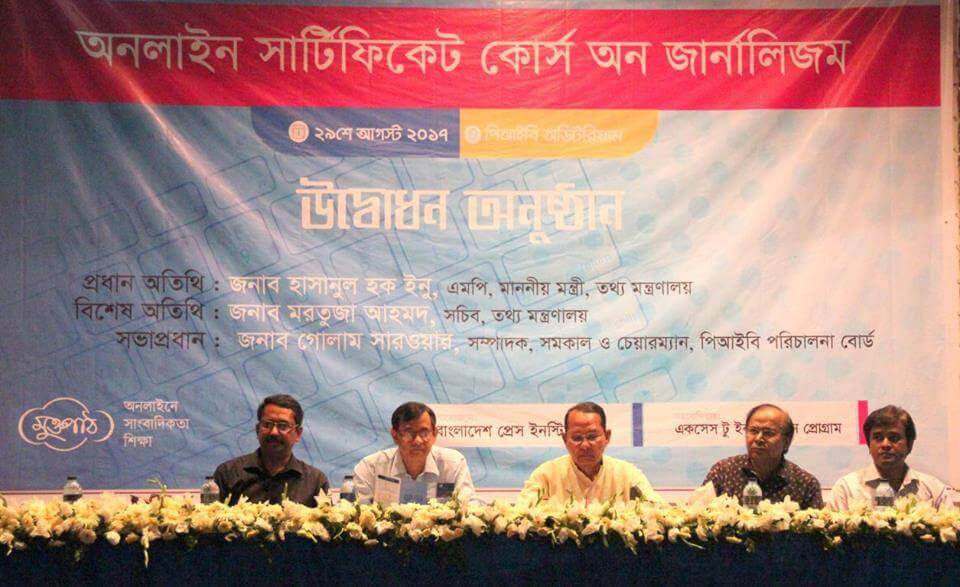 অনলাইন সার্টিফিকেট কোর্স অন জার্নালিজম
২৯শে আগস্ট ২০১৭ পিআইবি অডিটরিয়াম
উদ্বোধন অনুষ্ঠান
প্রধান অতিথি : জনাব হাসানুল হক ইনু, এমপি, মাননীয় মন্ত্রী, তথ্য মন্ত্রণালয়
বিশেষ অতিথি : জনাব মরতুজা আহমদ, সচিব, তথ্য মন্ত্রণালয়
সভাপ্রধান : জনাব গোলাম সারওয়ার, সম্পাদক, সমকাল ও চেয়ারম্যান, পিআইবি পরিচালনা বোর্ড
মুক্তপাঠ
অনলাইনে
সাংবাদিকতা
শিক্ষা
বাংলাদেশ প্রেস
একসেস টু প্রোগ্রাম